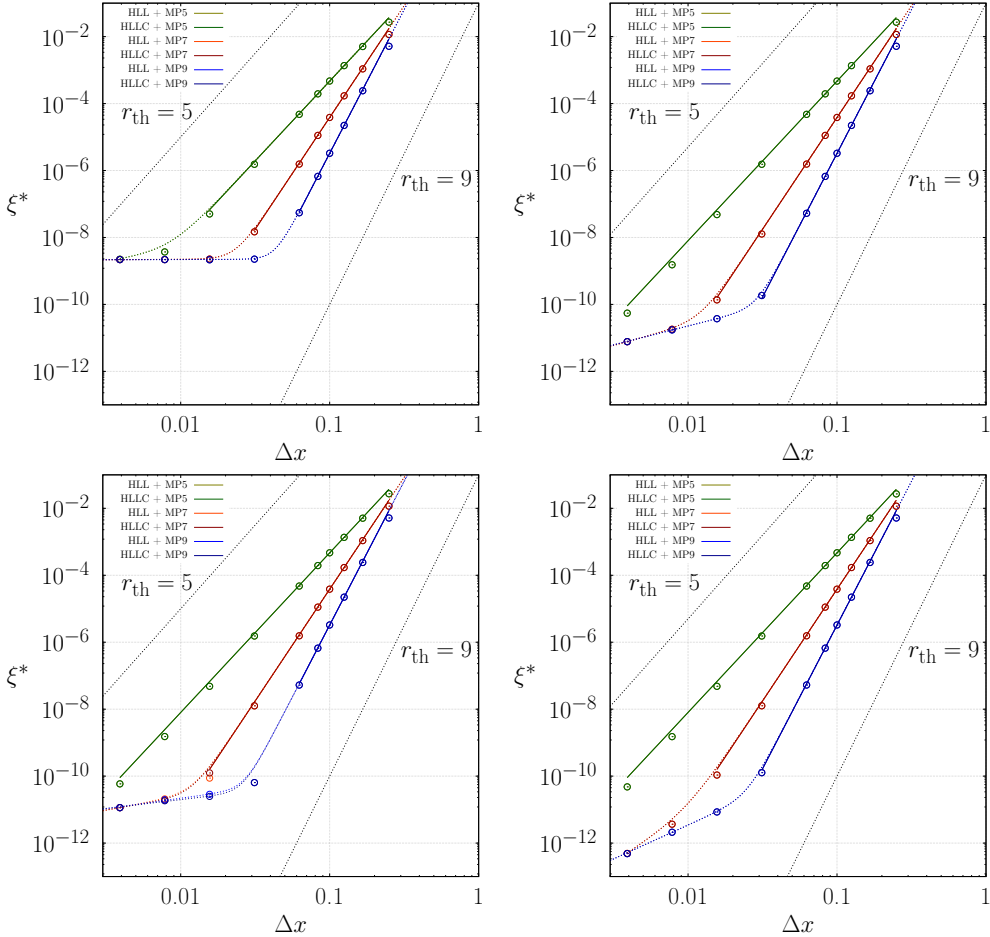 HLL + MP5
HLLC + MP5
HLL + MP7
HLLC + MP7
HLL + MP9
HLLC + MP9
10⁻²
10⁻⁴
10⁻⁶
10⁻⁸
10⁻¹⁰
10⁻¹²
ξ*
r_th = 5
r_th = 9
0.01 0.1 1
Δx
HLL + MP5
HLLC + MP5
HLL + MP7
HLLC + MP7
HLL + MP9
HLLC + MP9
10⁻²
10⁻⁴
10⁻⁶
10⁻⁸
10⁻¹⁰
10⁻¹²
ξ*
r_th = 5
r_th = 9
0.01 0.1 1
Δx
HLL + MP5
HLLC + MP5
HLL + MP7
HLLC + MP7
HLL + MP9
HLLC + MP9
10⁻²
10⁻⁴
10⁻⁶
10⁻⁸
10⁻¹⁰
10⁻¹²
ξ*
r_th = 5
r_th = 9
0.01 0.1 1
Δx
HLL + MP5
HLLC + MP5
HLL + MP7
HLLC + MP7
HLL + MP9
HLLC + MP9
10⁻²
10⁻⁴
10⁻⁶
10⁻⁸
10⁻¹⁰
10⁻¹²
ξ*
r_th = 5
r_th = 9
0.01 0.1 1
Δx